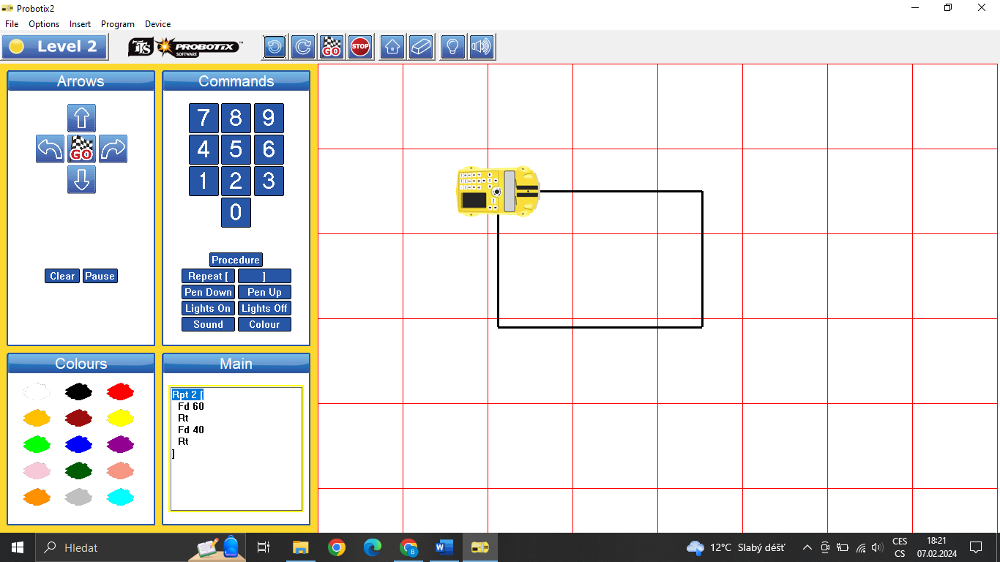 Probotix2
File Options Insert Program Device
Level 2
TTS PROBOTIX™
SOFTWARE
GO
STOP
Arrows
GO
Clear Pause
Commands
7 8 9
4 5 6
1 2 3
0
Procedure
Repeat [ ]
Pen Down Pen Up
Lights On Lights Off
Sound Colour
Colours
Main
Rpt 2 [
Fd 60
Rt
Fd 40
Rt
]
Hledat
B
W
12°C Slabý déšť
CES
CS
18:21
07.02.2024